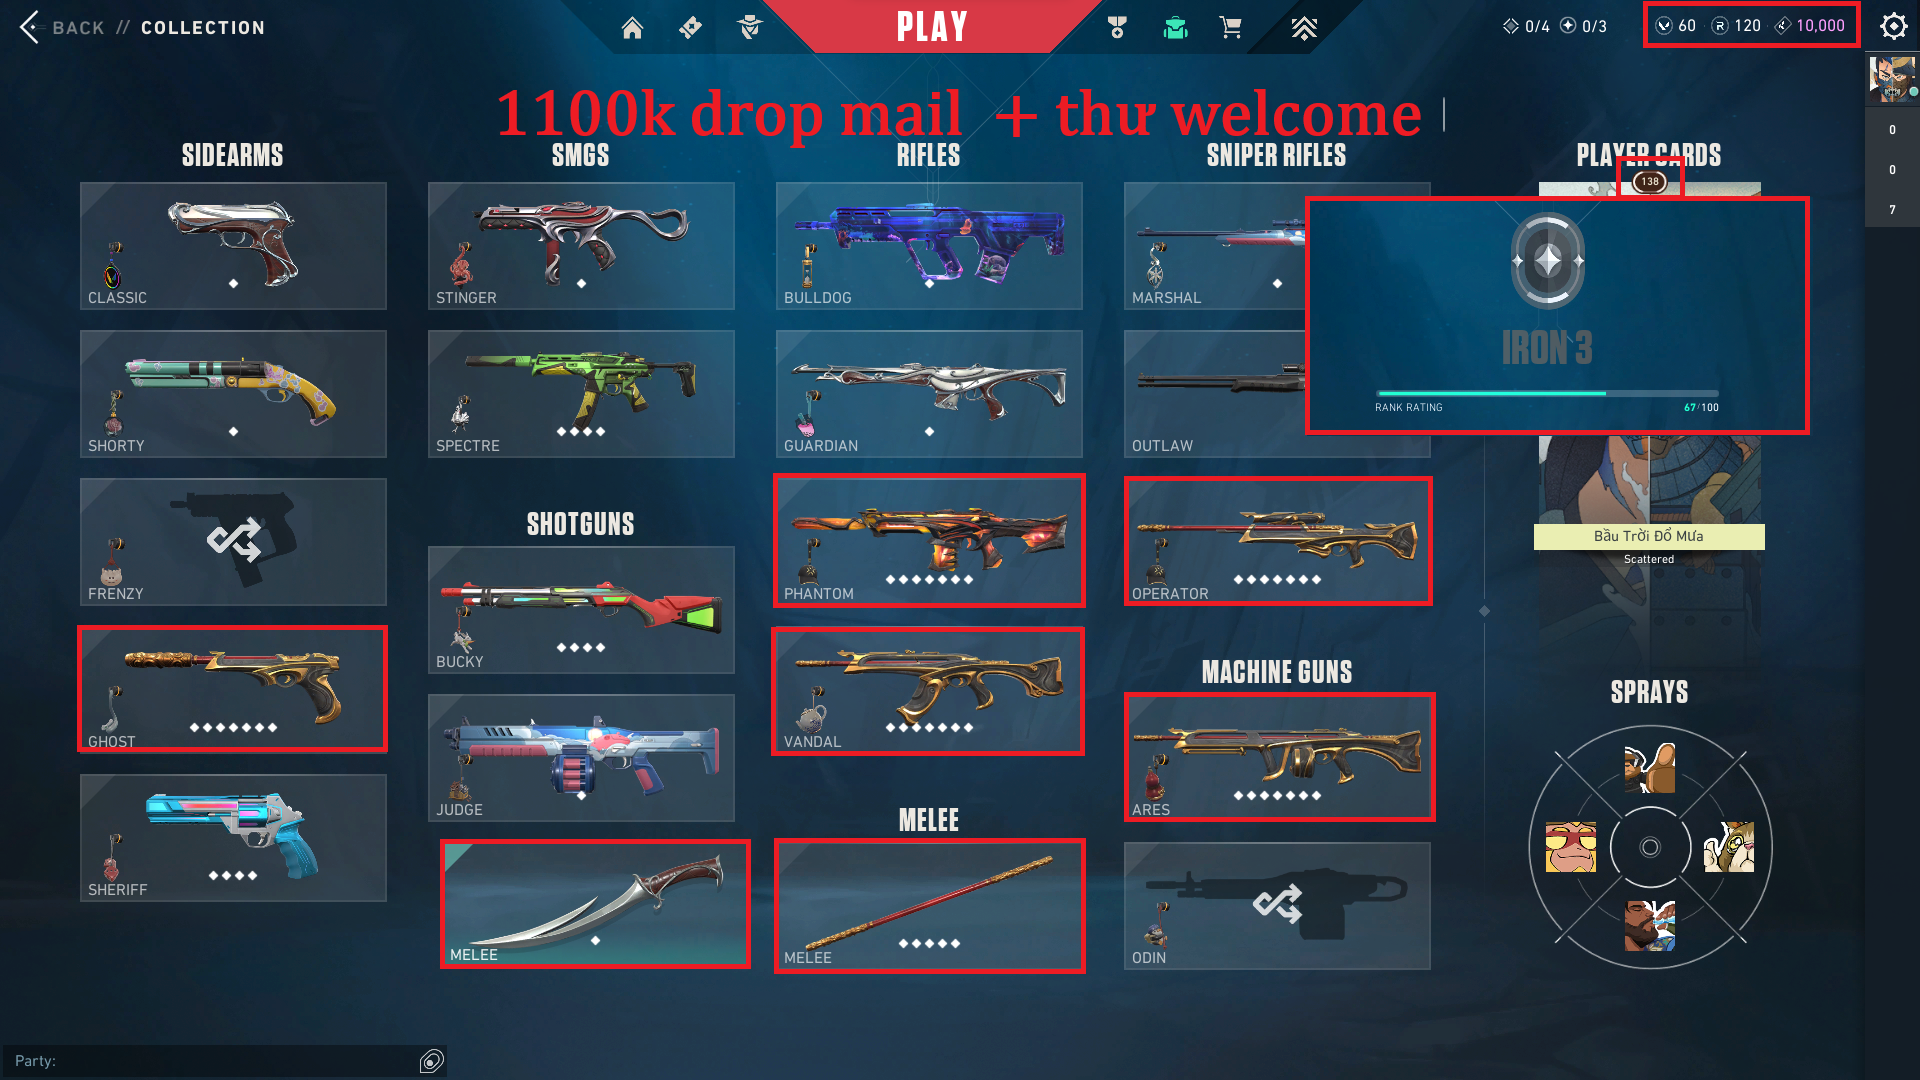 BACK // COLLECTION
PLAY
0/4 0/3
60 R 120 10,000
1100k drop mail + thư welcome
SIDEARMS
SMGS
RIFLES
SNIPER RIFLES
PLAYER CARDS
138
0
0
7
CLASSIC
STINGER
BULLDOG
MARSHAL
IRON 3
RANK RATING
67/100
SHORTY
SPECTRE
GUARDIAN
OUTLAW
SHOTGUNS
Bầu Trời Đổ Mưa
Scattered
FRENZY
PHANTOM
OPERATOR
BUCKY
MACHINE GUNS
SPRAYS
GHOST
VANDAL
JUDGE
ARES
MELEE
SHERIFF
MELEE
MELEE
ODIN
Party: